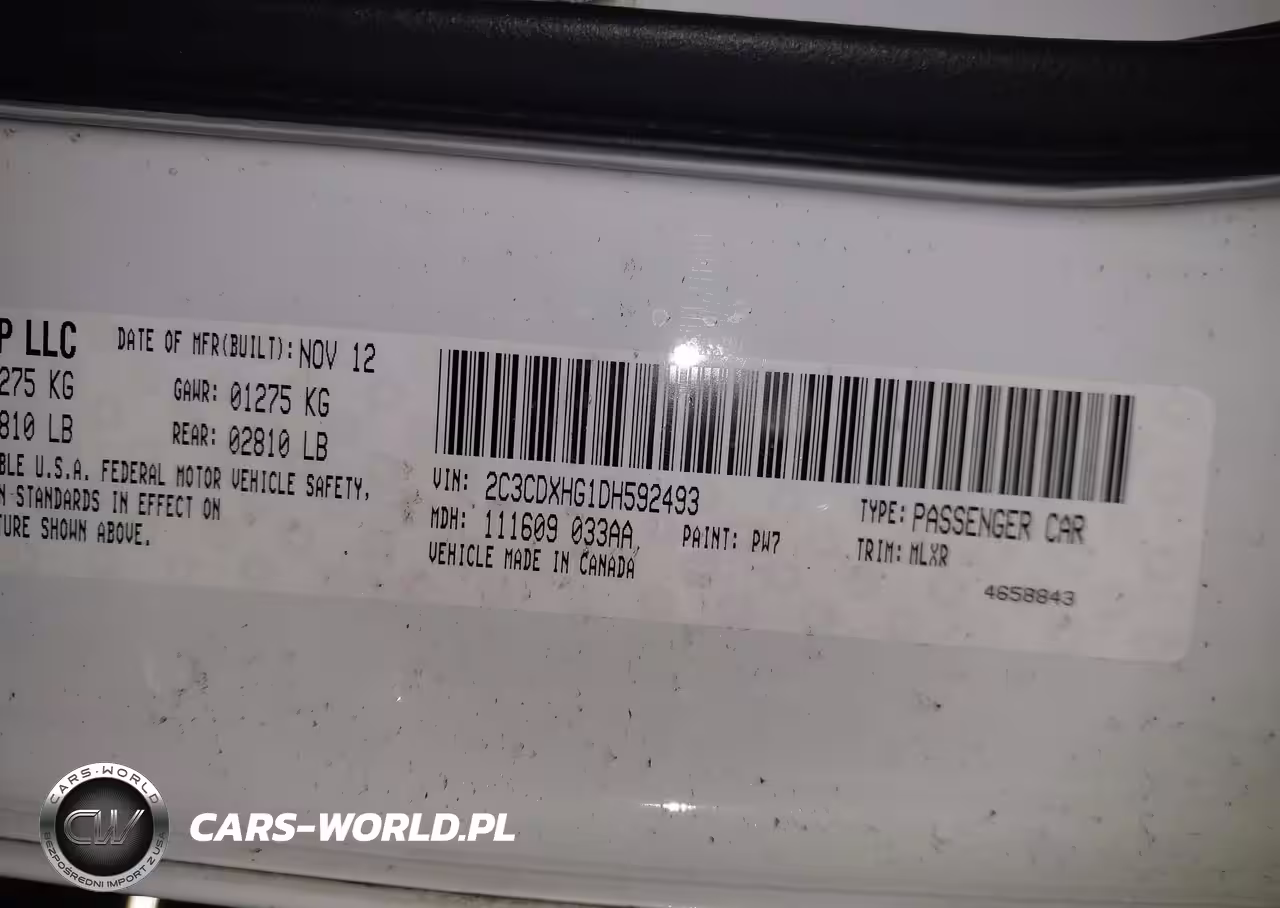 P LLC DATE OF MFR(BUILT): NOV 12
275 KG GAWR: 01275 KG
810 LB REAR: 02810 LB
BLE U.S.A. FEDERAL MOTOR VEHICLE SAFETY,
N STANDARDS IN EFFECT ON
TURE SHOWN ABOVE.
VIN: 2C3CDXHG1DH592493 TYPE: PASSENGER CAR
MDH: 111609 033AA PAINT: PW7 TRIM: MLXR
VEHICLE MADE IN CANADA
4658843
CARS-WORLD
CW
BEZPOŚREDNI IMPORT Z USA
CARS-WORLD.PL